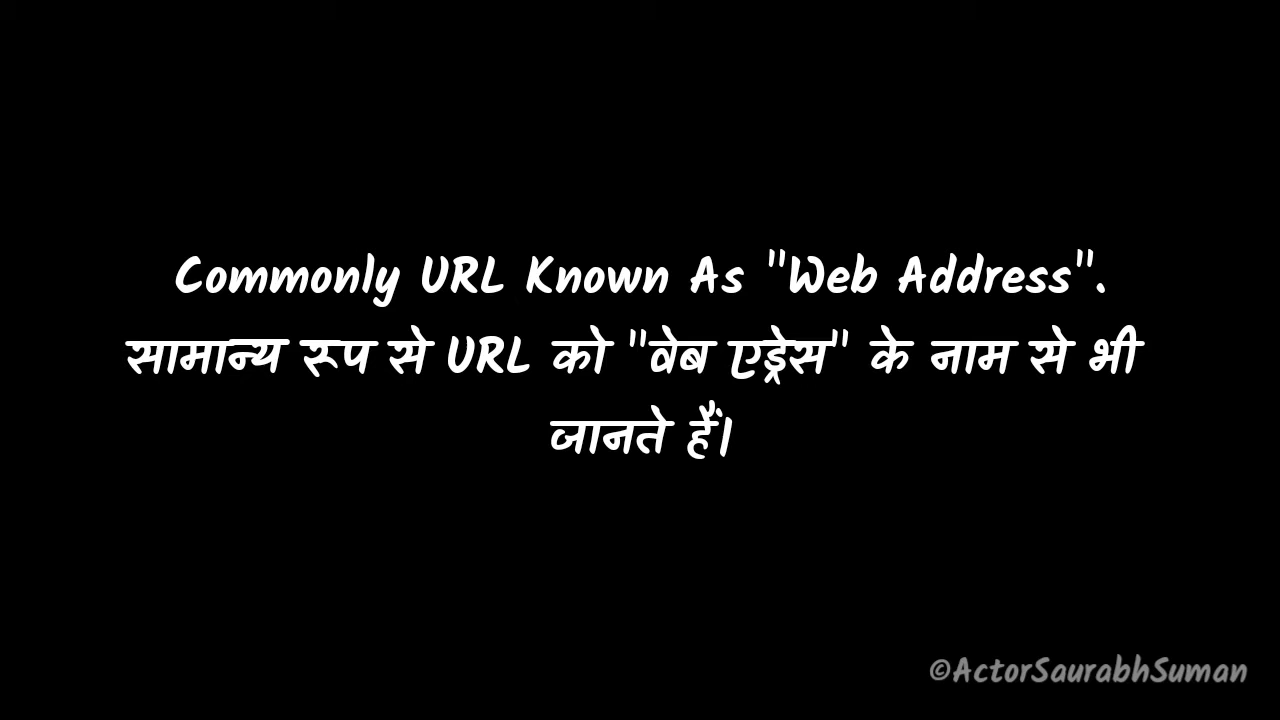 Commonly URL Known As "Web Address".
सामान्य रूप से URL को "वेब एड्रेस" के नाम से भी
जानते हैं।
©ActorSaurabhSuman